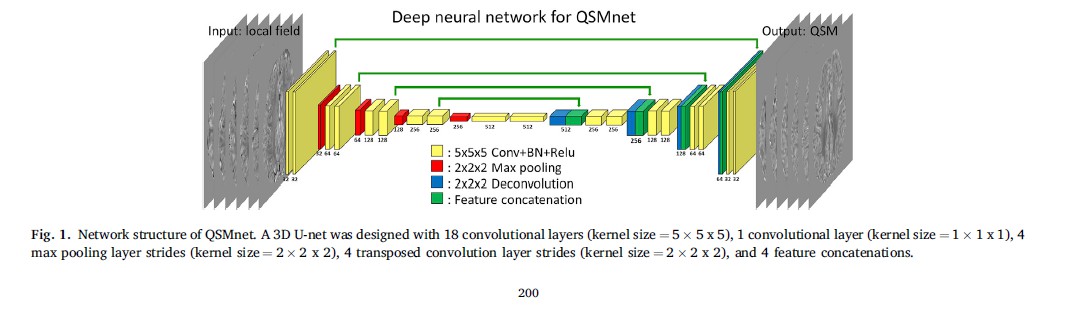 Deep neural network for QSMnet
Input: local field
Output: QSM
32 32
32 64 64
64 128 128
128 256 256
256 512 512
512 256 256
256 128 128
128 64 64
64 32 32
: 5x5x5 Conv+BN+Relu
: 2x2x2 Max pooling
: 2x2x2 Deconvolution
: Feature concatenation
Fig. 1. Network structure of QSMnet. A 3D U-net was designed with 18 convolutional layers (kernel size = 5 × 5 x 5), 1 convolutional layer (kernel size = 1 × 1 x 1), 4
max pooling layer strides (kernel size = 2 × 2 x 2), 4 transposed convolution layer strides (kernel size = 2 × 2 x 2), and 4 feature concatenations.
200